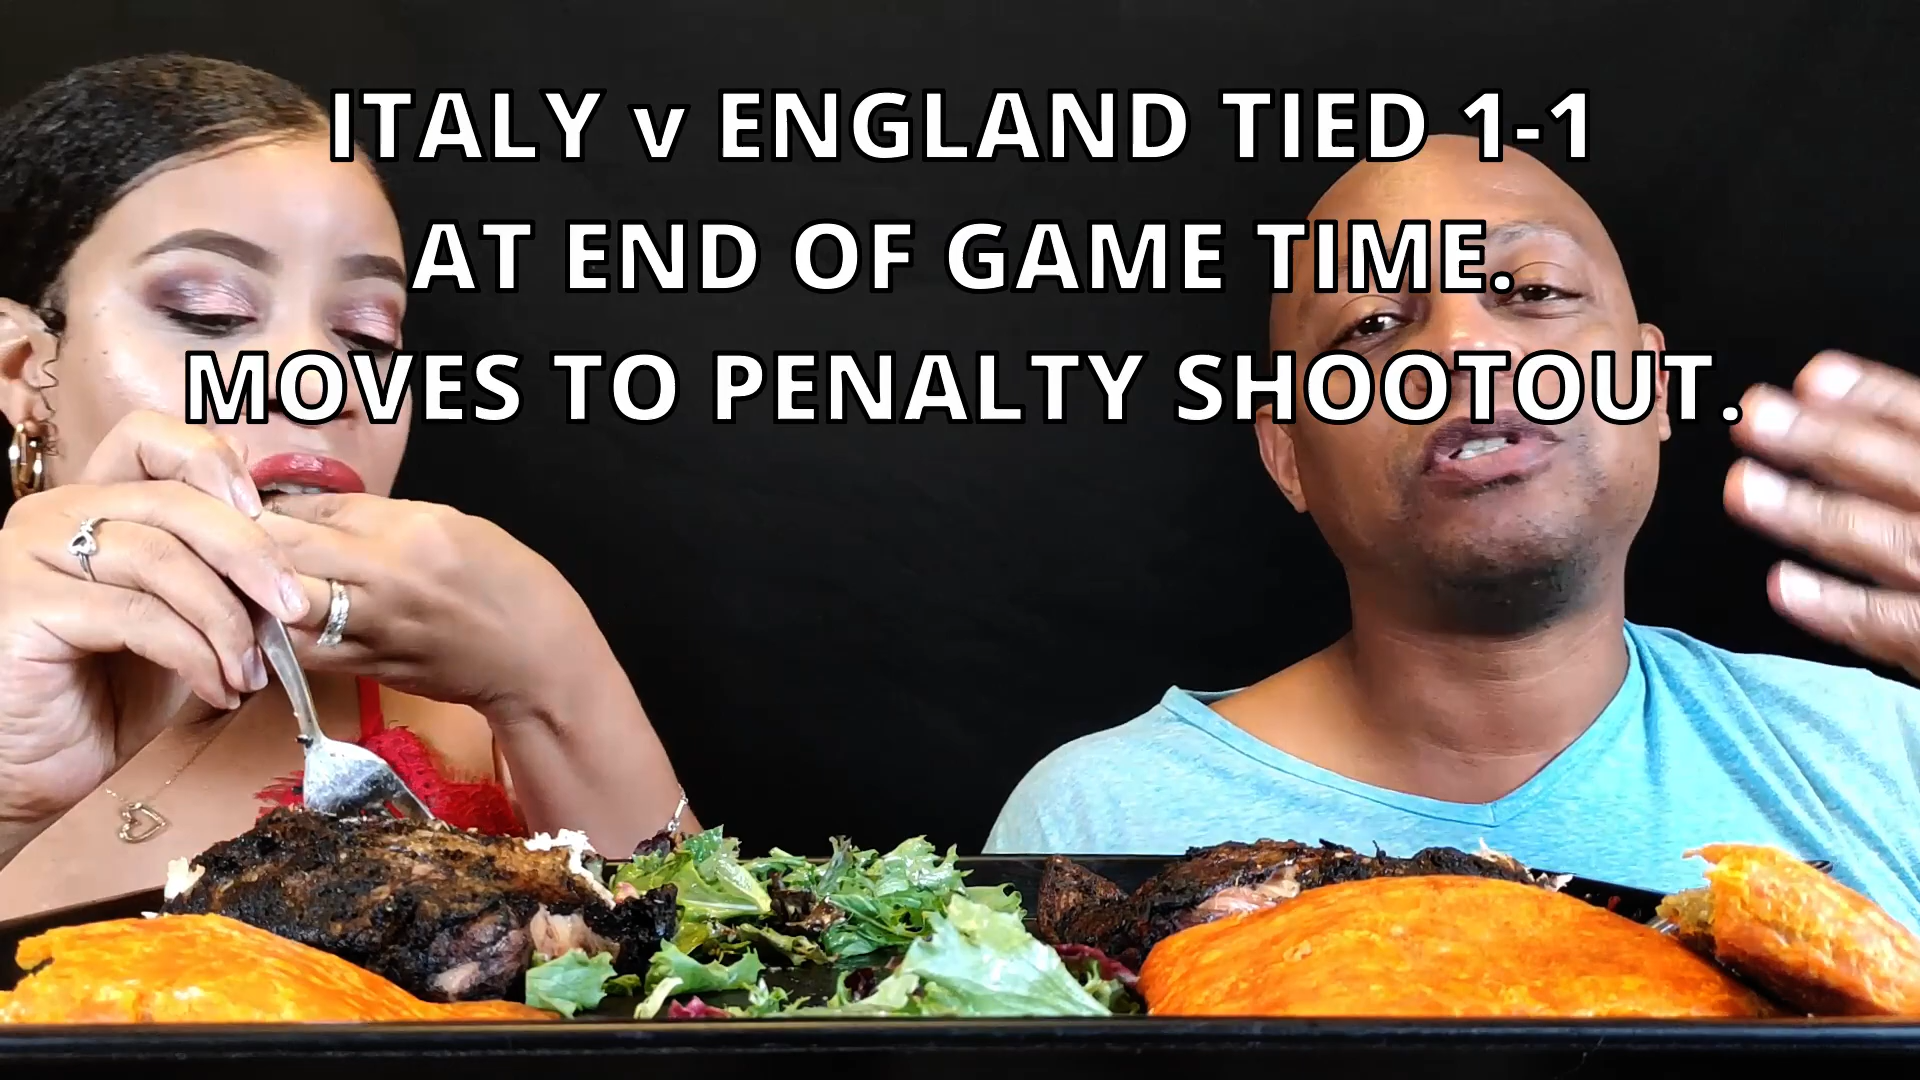 ITALY v ENGLAND TIED 1-1
AT END OF GAME TIME.
MOVES TO PENALTY SHOOTOUT.